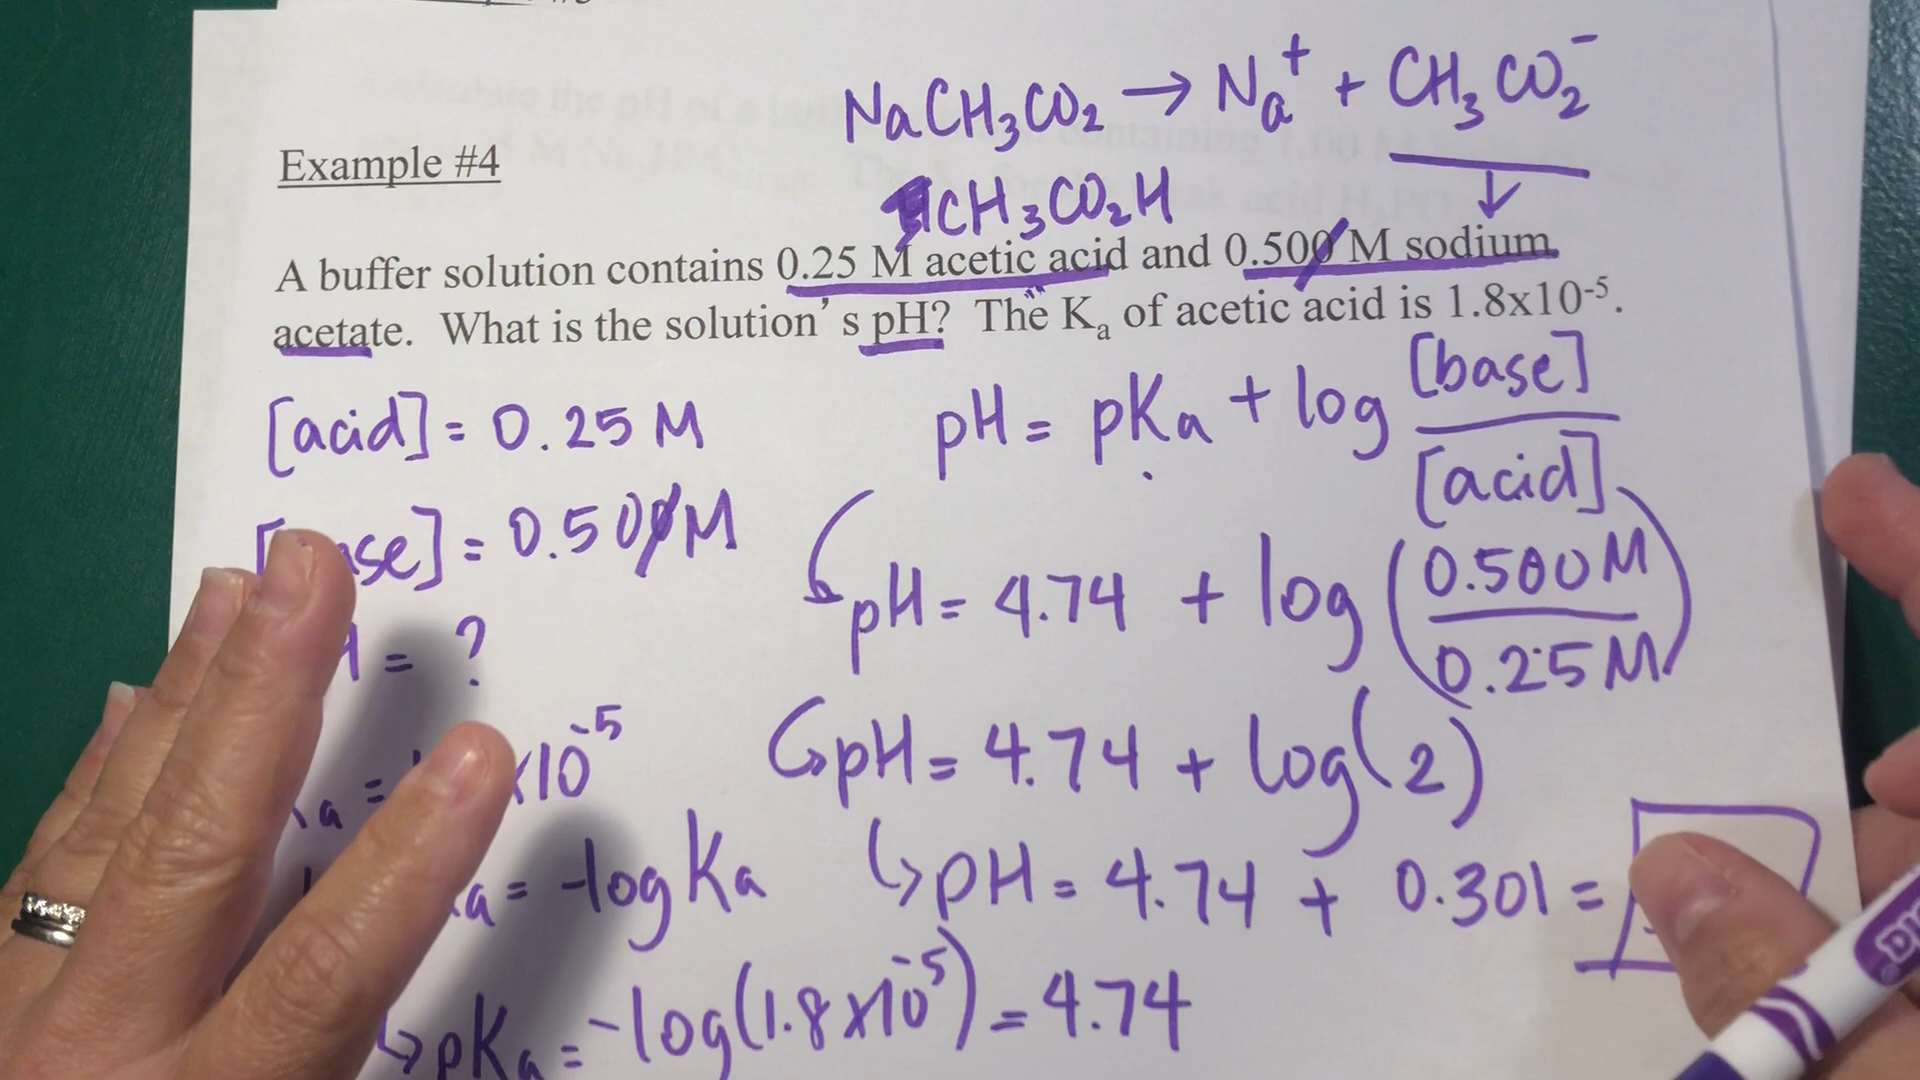 NaCH₃CO₂ → Na⁺ + CH₃CO₂⁻
Example #4
CH₃CO₂H
A buffer solution contains 0.25 M acetic acid and 0.500 M sodium
acetate. What is the solution's pH? The Kₐ of acetic acid is 1.8x10⁻⁵.
[acid] = 0.25 M
pH = pKa + log [base]/[acid]
[base] = 0.500 M
pH = 4.74 + log (0.500 M / 0.25 M)
= ?
a = x10⁻⁵
pH = 4.74 + log(2)
a = -log Ka
pH = 4.74 + 0.301 =
pKa = -log(1.8x10⁻⁵) = 4.74